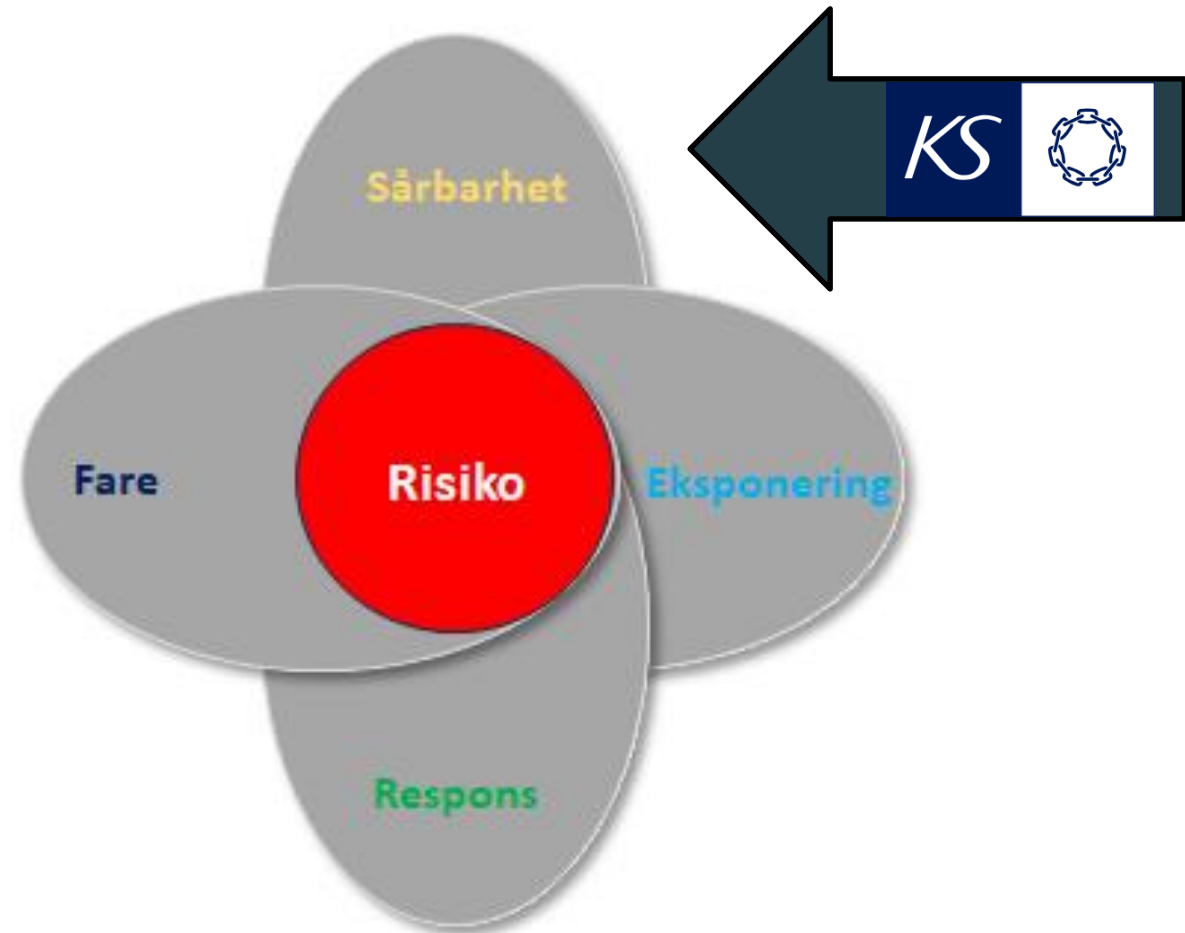 KS
Sårbarhet
Fare
Risiko
Eksponering
Respons